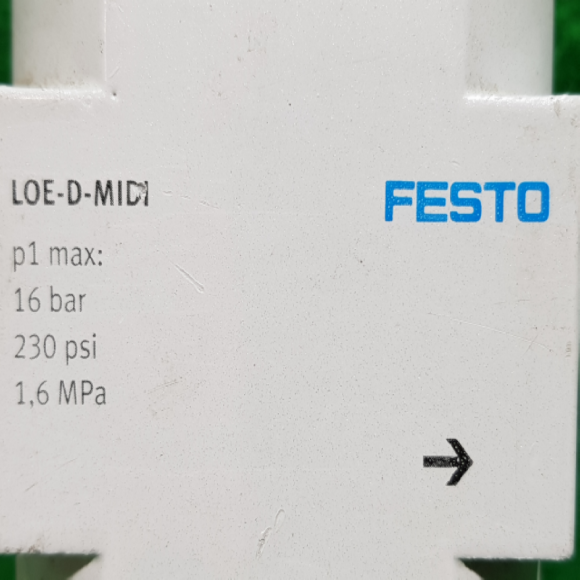 LOE-D-MIDI
FESTO
p1 max:
16 bar
230 psi
1,6 MPa